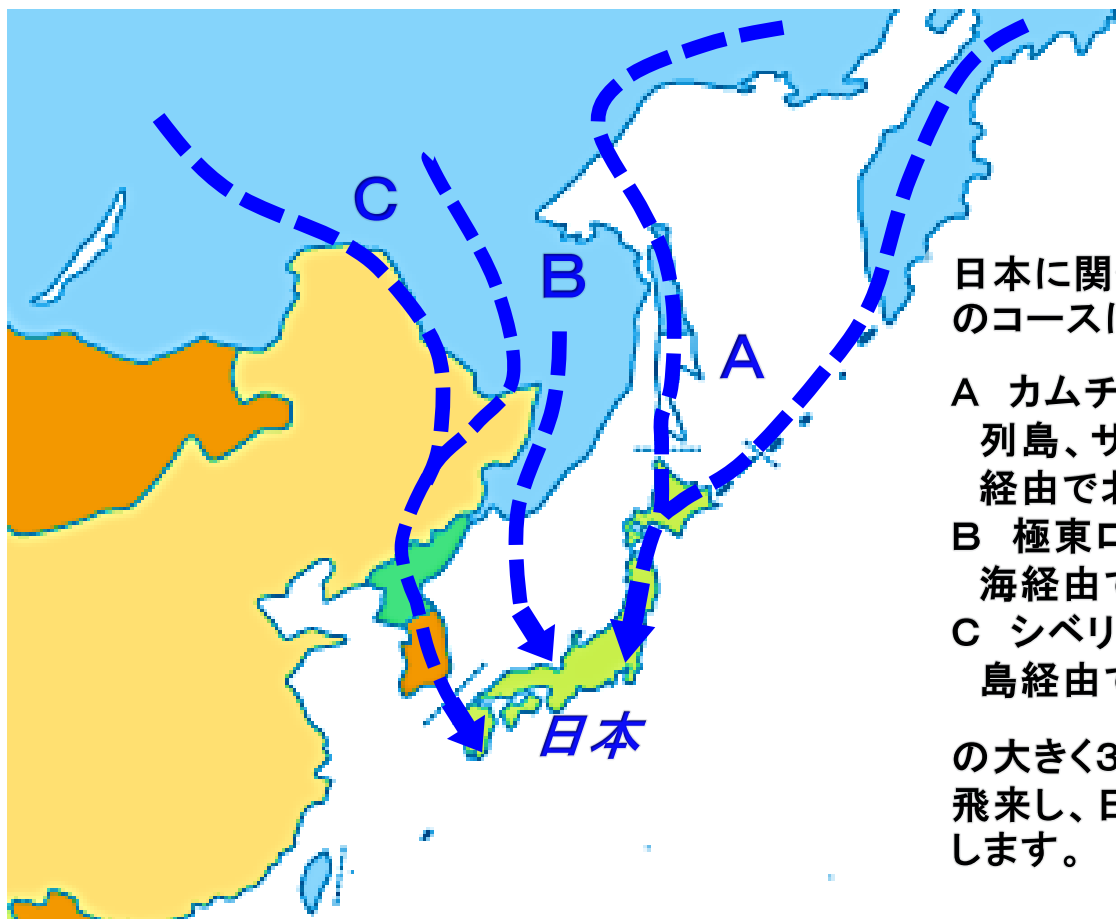 C
B
A
日本
日本に関
のコースに
A カムチ
列島、サ
経由で北
B 極東ロ
海経由で
C シベリ
島経由で
の大きく3
飛来し、日
します。